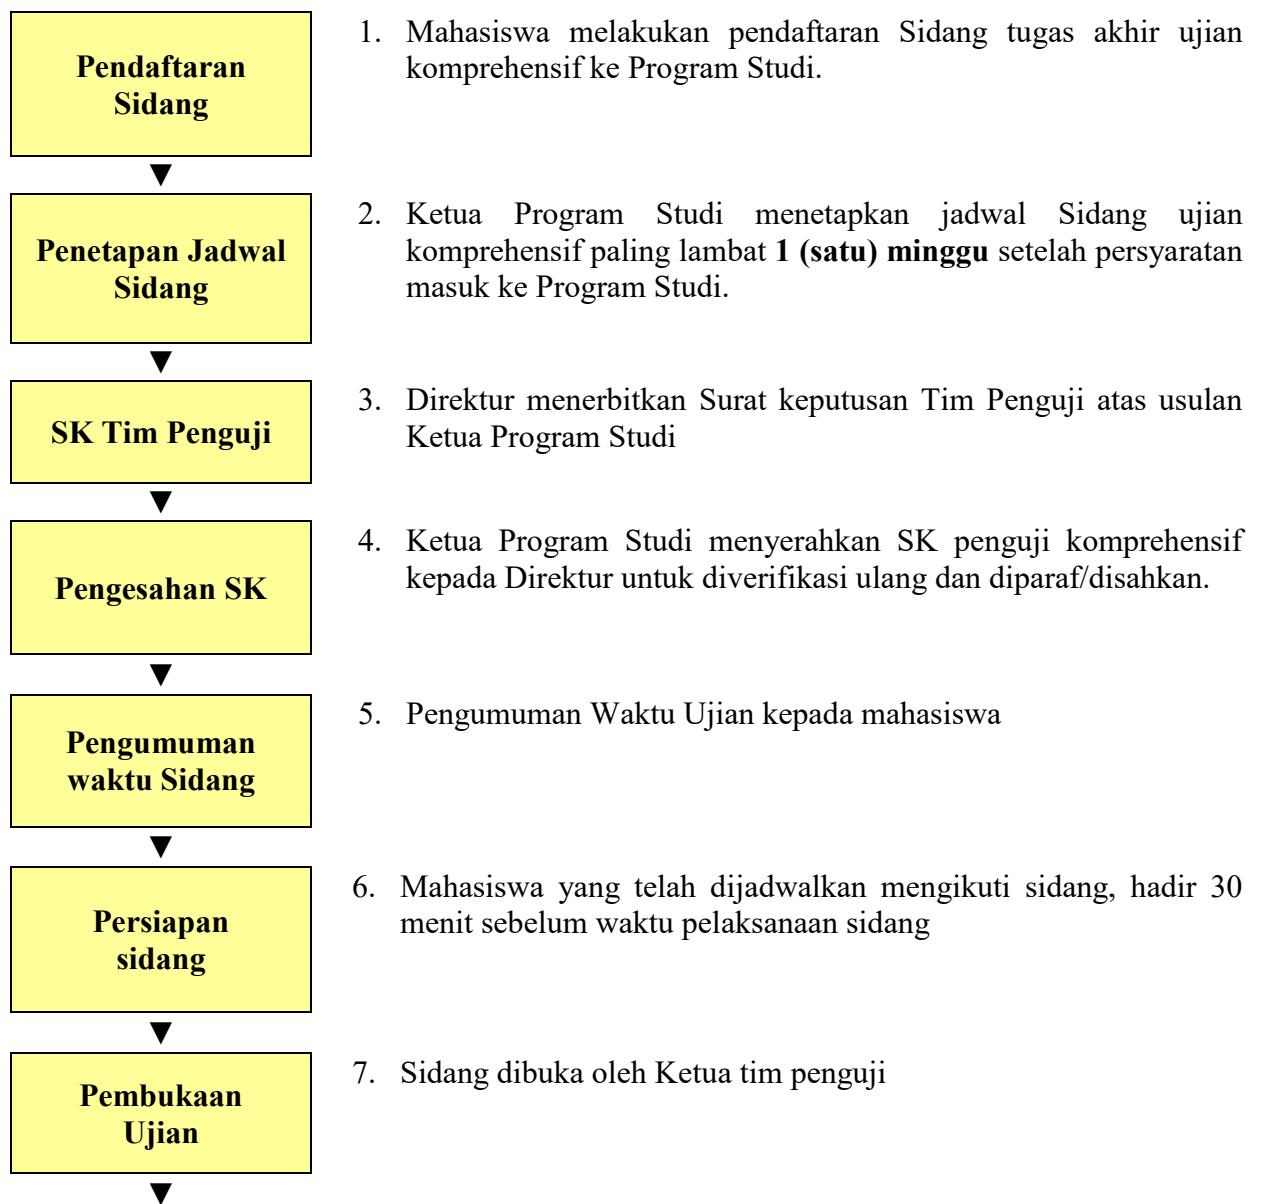 Pendaftaran
Sidang
1. Mahasiswa melakukan pendaftaran Sidang tugas akhir ujian
komprehensif ke Program Studi.
▼
Penetapan Jadwal
Sidang
2. Ketua Program Studi menetapkan jadwal Sidang ujian
komprehensif paling lambat 1 (satu) minggu setelah persyaratan
masuk ke Program Studi.
▼
SK Tim Penguji
3. Direktur menerbitkan Surat keputusan Tim Penguji atas usulan
Ketua Program Studi
▼
Pengesahan SK
4. Ketua Program Studi menyerahkan SK penguji komprehensif
kepada Direktur untuk diverifikasi ulang dan diparaf/disahkan.
▼
Pengumuman
waktu Sidang
5. Pengumuman Waktu Ujian kepada mahasiswa
▼
Persiapan
sidang
6. Mahasiswa yang telah dijadwalkan mengikuti sidang, hadir 30
menit sebelum waktu pelaksanaan sidang
▼
Pembukaan
Ujian
7. Sidang dibuka oleh Ketua tim penguji
▼